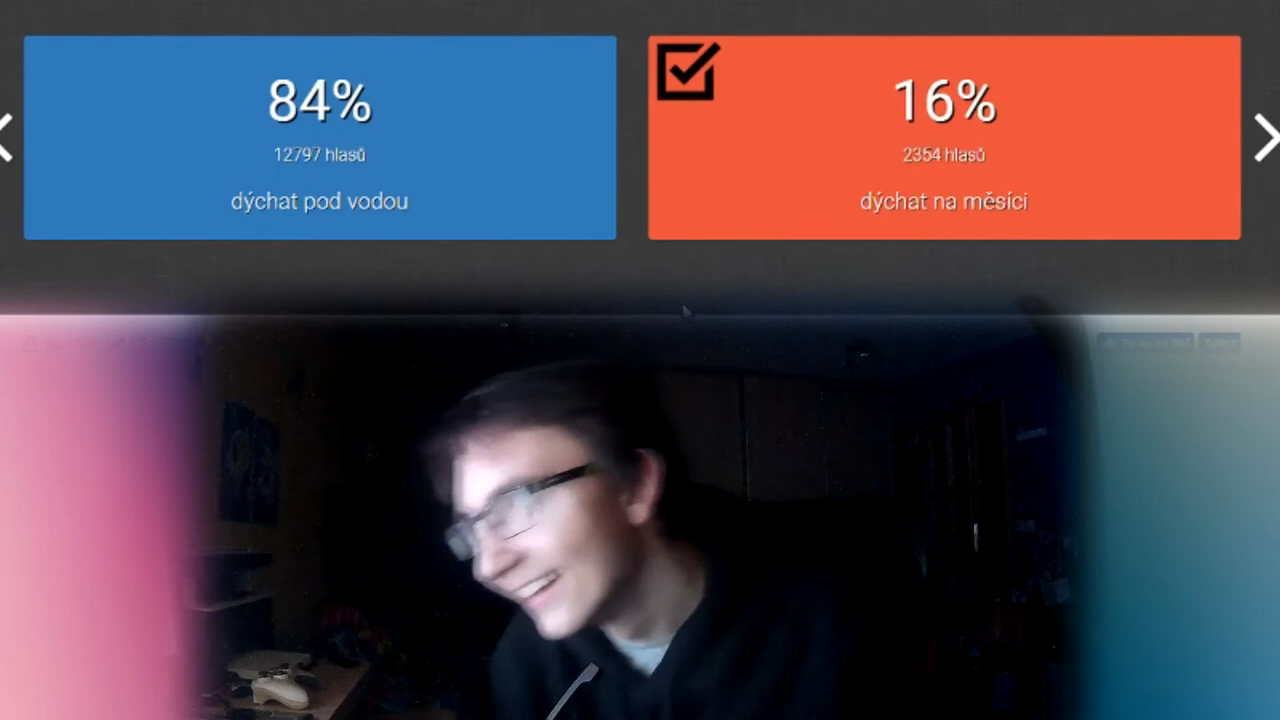 84%
12797 hlasů
dýchat pod vodou
16%
2354 hlasů
dýchat na měsíci